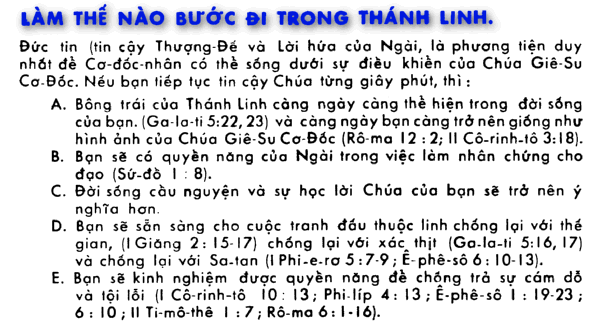 LÀM THẾ NÀO BƯỚC ĐI TRONG THÁNH LINH.
Đức tin (tin cậy Thượng-Đế và Lời hứa của Ngài, là phương tiện duy
nhất để Cơ-đốc-nhân có thể sống dưới sự điều khiển của Chúa Giê-Su
Cơ-Đốc. Nếu bạn tiếp tục tin cậy Chúa từng giây phút, thì :
A. Bông trái của Thánh Linh càng ngày càng thể hiện trong đời sống
của bạn. (Ga-la-ti 5:22, 23) và càng ngày bạn càng trở nên giống như
hình ảnh của Chúa Giê-Su Cơ-Đốc (Rô-ma 12 : 2; II Cô-rinh-tô 3:18).
B. Bạn sẽ có quyền năng của Ngài trong việc làm nhân chứng cho
đạo (Sứ-đồ 1 : 8).
C. Đời sống cầu nguyện và sự học lời Chúa của bạn sẽ trở nên ý
nghĩa hơn.
D. Bạn sẽ sẵn sàng cho cuộc tranh đấu thuộc linh chống lại với thế
gian, (I Giăng 2 : 15-17) chống lại với xác thịt (Ga-la-ti 5:16, 17)
và chống lại với Sa-tan (I Phi-e-rơ 5 : 7-9 ; Ê-phê-sô 6 : 10-13).
E. Bạn sẽ kinh nghiệm được quyền năng để chống trả sự cám dỗ
và tội lỗi (I Cô-rinh-tô 10 : 13 ; Phi-líp 4 : 13 ; Ê-phê-sô 1 : 19-23 ;
6 : 10 ; II Ti-mô-thê 1 : 7 ; Rô-ma 6 : 1-16).